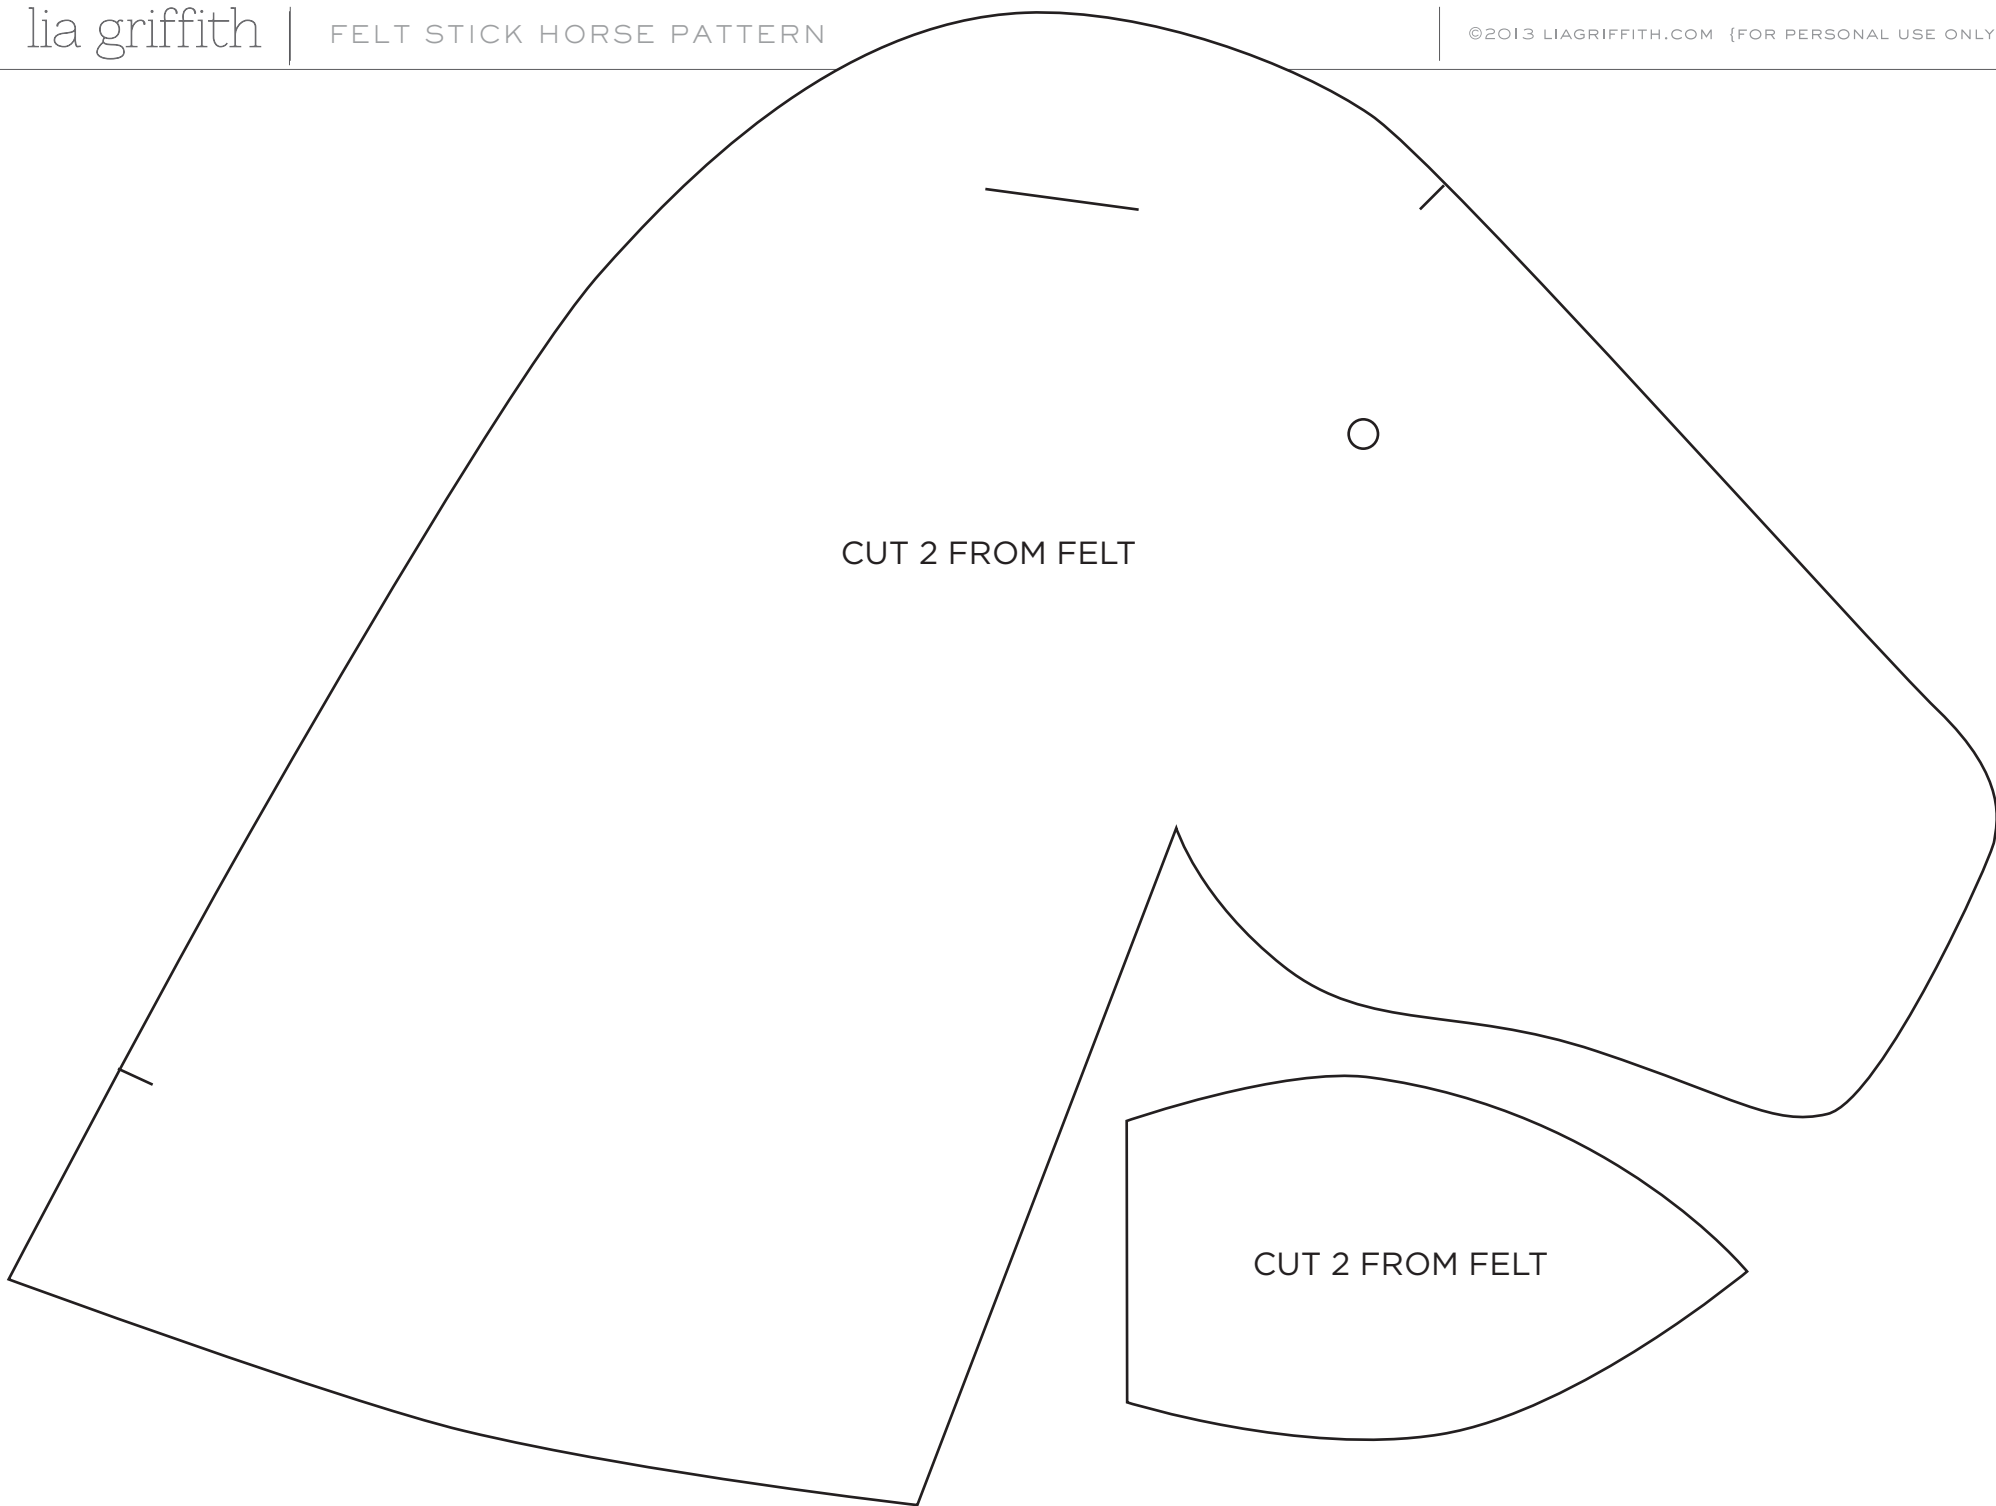 lia griffith
FELT STICK HORSE PATTERN
©2013 LIAGRIFFITH.COM {FOR PERSONAL USE ONLY
CUT 2 FROM FELT
CUT 2 FROM FELT